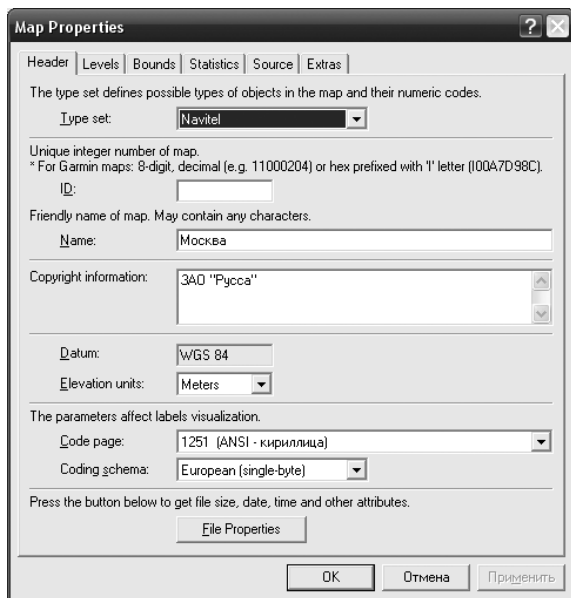 Map Properties
Header Levels Bounds Statistics Source Extras
The type set defines possible types of objects in the map and their numeric codes.
Type set: Navitel
Unique integer number of map.
* For Garmin maps: 8-digit, decimal (e.g. 11000204) or hex prefixed with 'I' letter (I00A7D98C).
ID:
Friendly name of map. May contain any characters.
Name: Москва
Copyright information: ЗАО "Русса"
Datum: WGS 84
Elevation units: Meters
The parameters affect labels visualization.
Code page: 1251 (ANSI - кириллица)
Coding schema: European (single-byte)
Press the button below to get file size, date, time and other attributes.
File Properties
OK Отмена Применить